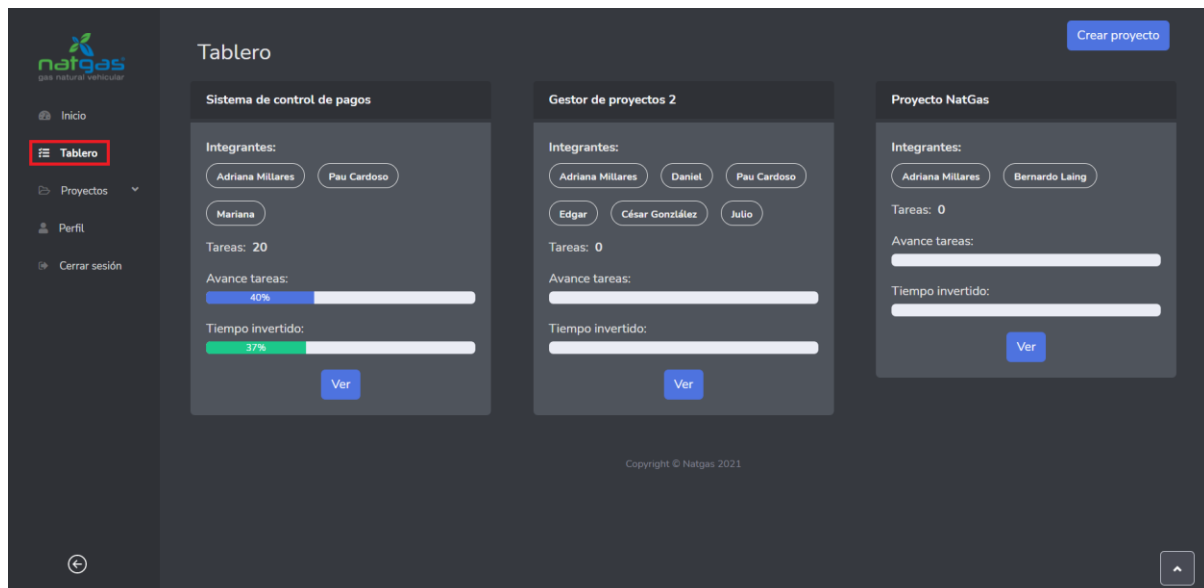 natgas
gas natural vehicular
Inicio
Tablero
Proyectos
Perfil
Cerrar sesión
Tablero
Crear proyecto
Sistema de control de pagos
Integrantes:
Adriana Millares Pau Cardoso
Mariana
Tareas: 20
Avance tareas:
40%
Tiempo invertido:
37%
Ver
Gestor de proyectos 2
Integrantes:
Adriana Millares Daniel Pau Cardoso
Edgar César Gonzlález Julio
Tareas: 0
Avance tareas:
Tiempo invertido:
Ver
Proyecto NatGas
Integrantes:
Adriana Millares Bernardo Laing
Tareas: 0
Avance tareas:
Tiempo invertido:
Ver
Copyright © Natgas 2021